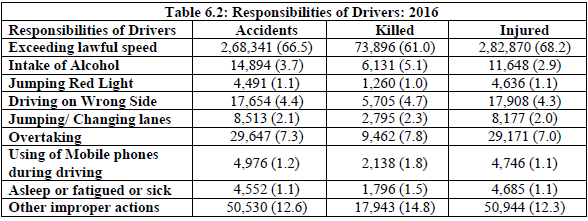 Table 6.2: Responsibilities of Drivers: 2016
Responsibilities of Drivers Accidents Killed Injured
Exceeding lawful speed 2,68,341 (66.5) 73,896 (61.0) 2,82,870 (68.2)
Intake of Alcohol 14,894 (3.7) 6,131 (5.1) 11,648 (2.9)
Jumping Red Light 4,491 (1.1) 1,260 (1.0) 4,636 (1.1)
Driving on Wrong Side 17,654 (4.4) 5,705 (4.7) 17,908 (4.3)
Jumping/ Changing lanes 8,513 (2.1) 2,795 (2.3) 8,177 (2.0)
Overtaking 29,647 (7.3) 9,462 (7.8) 29,171 (7.0)
Using of Mobile phones
during driving 4,976 (1.2) 2,138 (1.8) 4,746 (1.1)
Asleep or fatigued or sick 4,552 (1.1) 1,796 (1.5) 4,685 (1.1)
Other improper actions 50,530 (12.6) 17,943 (14.8) 50,944 (12.3)